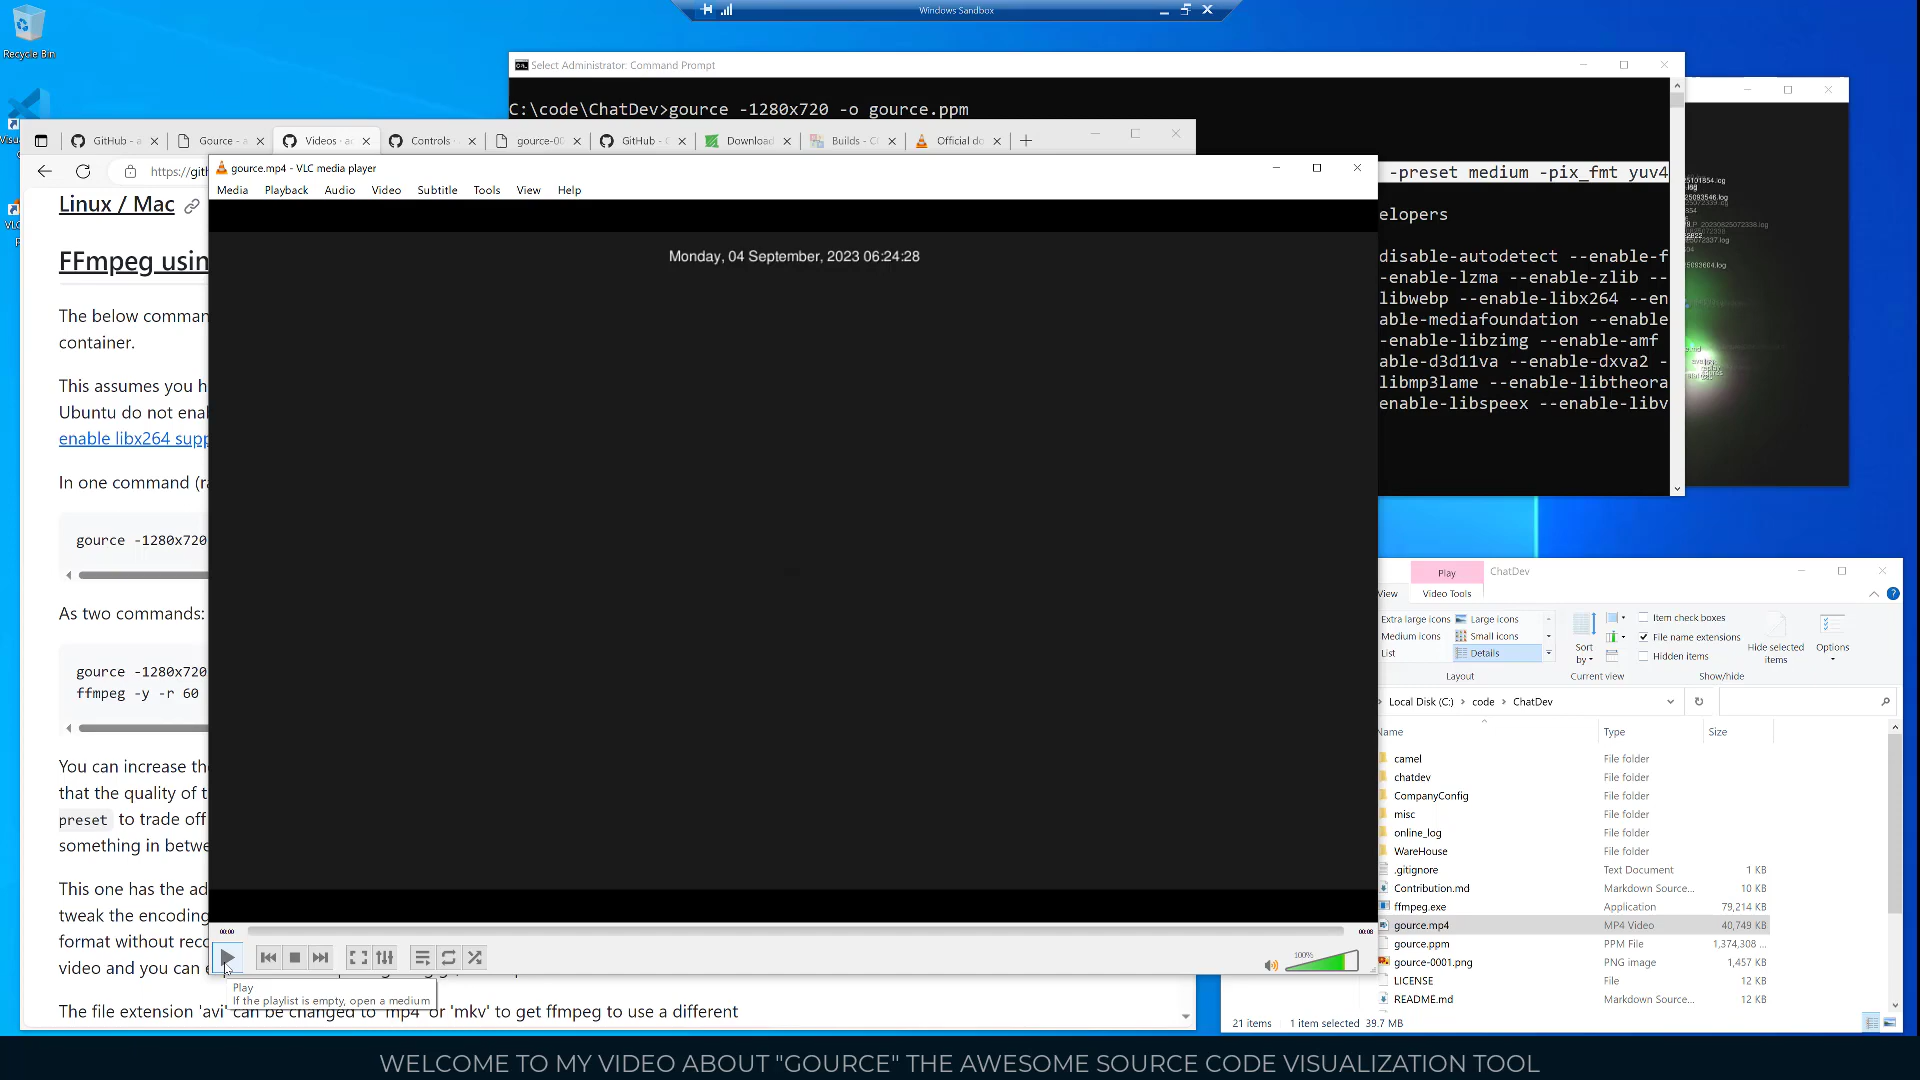 Windows Sandbox
Recycle Bin
Select Administrator: Command Prompt
C:\code\ChatDev>gource -1280x720 -o gource.ppm
-preset medium -pix_fmt yuv4
elopers
disable-autodetect --enable-f
-enable-lzma --enable-zlib --
libwebp --enable-libx264 --en
able-mediafoundation --enable
-enable-libzimg --enable-amf
able-d3d11va --enable-dxva2 -
libmp3lame --enable-libtheora
enable-libspeex --enable-libv
GitHub - a
Gource - a
Videos · ac
Controls
gource-00
GitHub - C
Download
Builds - C
Official do
https://gith
Linux / Mac
FFmpeg usin
The below comman
container.
This assumes you h
Ubuntu do not enal
enable libx264 supp
In one command (ra
gource -1280x720
As two commands:
gource -1280x720
ffmpeg -y -r 60
You can increase the
that the quality of t
preset to trade off
something in betwe
This one has the ad
tweak the encoding
format without reco
video and you can e
The file extension 'avi' can be changed to 'mp4' or 'mkv' to get ffmpeg to use a different
gource.mp4 - VLC media player
Media Playback Audio Video Subtitle Tools View Help
Monday, 04 September, 2023 06:24:28
00:00
00:08
100%
Play
If the playlist is empty, open a medium
Play
ChatDev
View
Video Tools
Extra large icons
Large icons
Medium icons
Small icons
List
Details
Layout
Sort
by
Current view
Item check boxes
File name extensions
Hidden items
Hide selected
items
Show/hide
Options
Local Disk (C:) > code > ChatDev
Name Type Size
camel File folder
chatdev File folder
CompanyConfig File folder
misc File folder
online_log File folder
WareHouse File folder
.gitignore Text Document 1 KB
Contribution.md Markdown Source... 10 KB
ffmpeg.exe Application 79,214 KB
gource.mp4 MP4 Video 40,749 KB
gource.ppm PPM File 1,374,308 ...
gource-0001.png PNG image 1,457 KB
LICENSE File 12 KB
README.md Markdown Source... 12 KB
21 items 1 item selected 39.7 MB
WELCOME TO MY VIDEO ABOUT "GOURCE" THE AWESOME SOURCE CODE VISUALIZATION TOOL